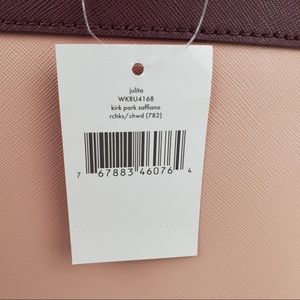 julita
WKRU4168
kirk park saffiano
rchks/chwd (782)
7 67883 46076 4